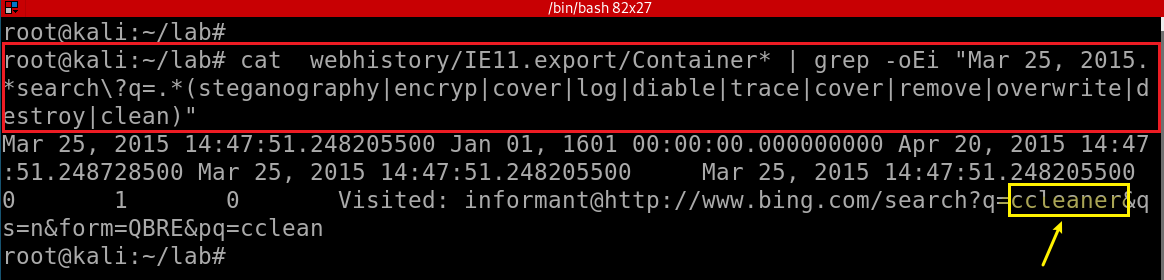 /bin/bash 82x27
root@kali:~/lab#
root@kali:~/lab# cat  webhistory/IE11.export/Container* | grep -oEi "Mar 25, 2015.
*search\?q=.*(steganography|encryp|cover|log|diable|trace|cover|remove|overwrite|d
estroy|clean)"
Mar 25, 2015 14:47:51.248205500 Jan 01, 1601 00:00:00.000000000 Apr 20, 2015 14:47
:51.248728500 Mar 25, 2015 14:47:51.248205500     Mar 25, 2015 14:47:51.248205500
0       1       0       Visited: informant@http://www.bing.com/search?q=ccleaner&q
s=n&form=QBRE&pq=cclean
root@kali:~/lab#